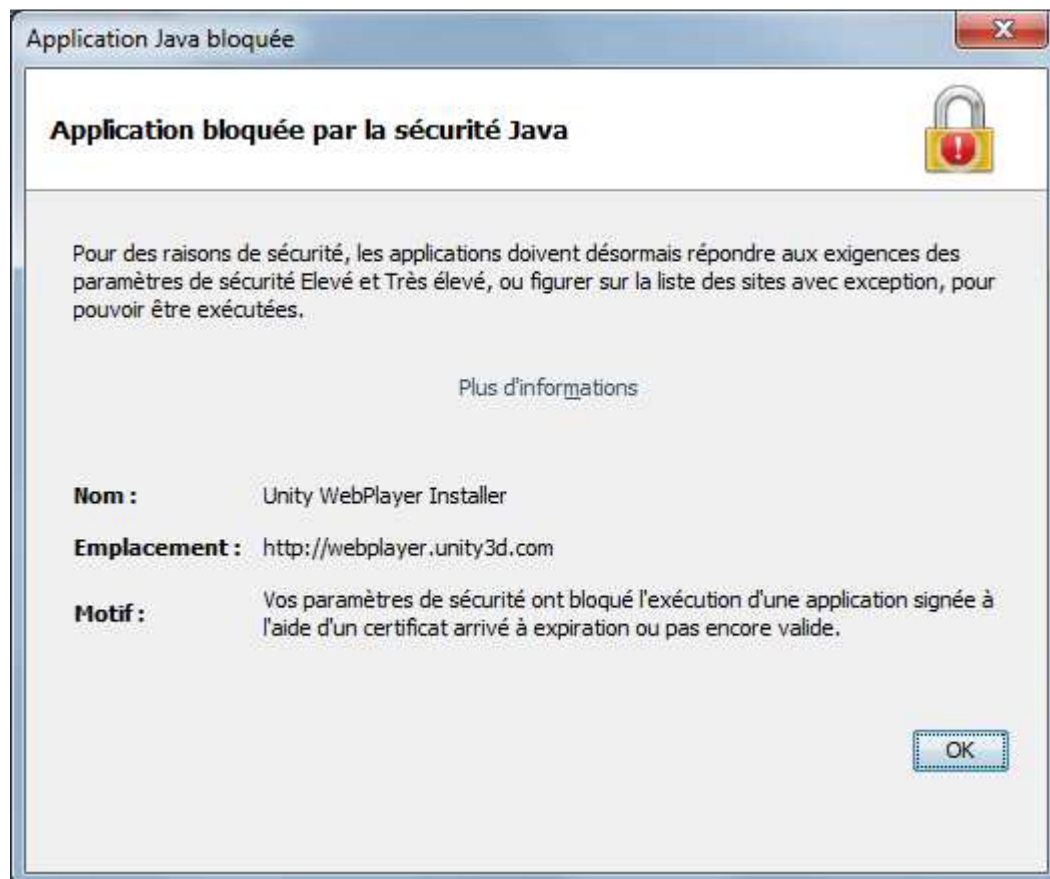 Application Java bloquée
Application bloquée par la sécurité Java
Pour des raisons de sécurité, les applications doivent désormais répondre aux exigences des
paramètres de sécurité Elevé et Très élevé, ou figurer sur la liste des sites avec exception, pour
pouvoir être exécutées.
Plus d'informations
Nom : Unity WebPlayer Installer
Emplacement : http://webplayer.unity3d.com
Motif : Vos paramètres de sécurité ont bloqué l'exécution d'une application signée à
l'aide d'un certificat arrivé à expiration ou pas encore valide.
OK